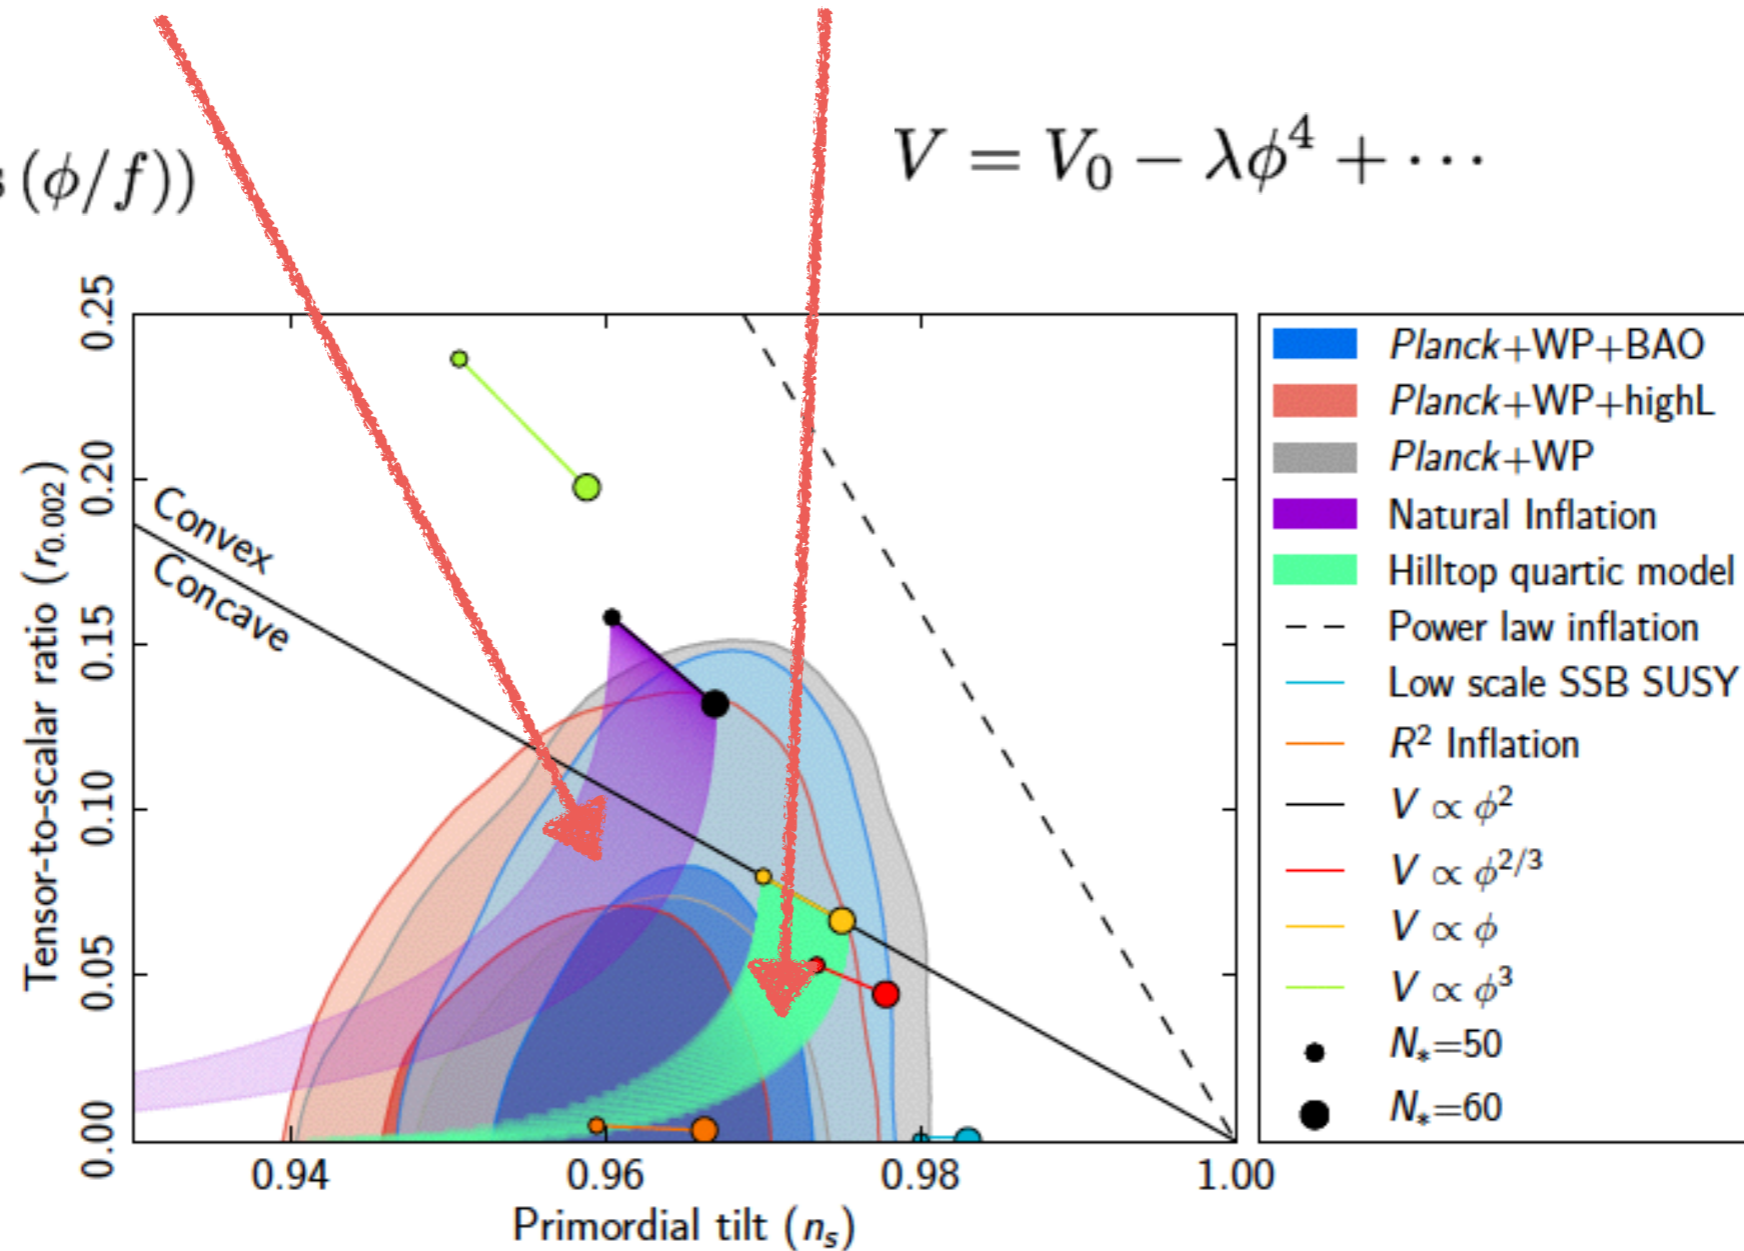 (ϕ/f))
V = V₀ − λϕ⁴ + ⋯
0.25
0.20
0.15
0.10
0.05
0.00
Tensor-to-scalar ratio (r₀.₀₀₂)
Convex
Concave
0.94
0.96
0.98
1.00
Primordial tilt (nₛ)
Planck+WP+BAO
Planck+WP+highL
Planck+WP
Natural Inflation
Hilltop quartic model
Power law inflation
Low scale SSB SUSY
R² Inflation
V ∝ ϕ²
V ∝ ϕ²ᐟ³
V ∝ ϕ
V ∝ ϕ³
N*=50
N*=60